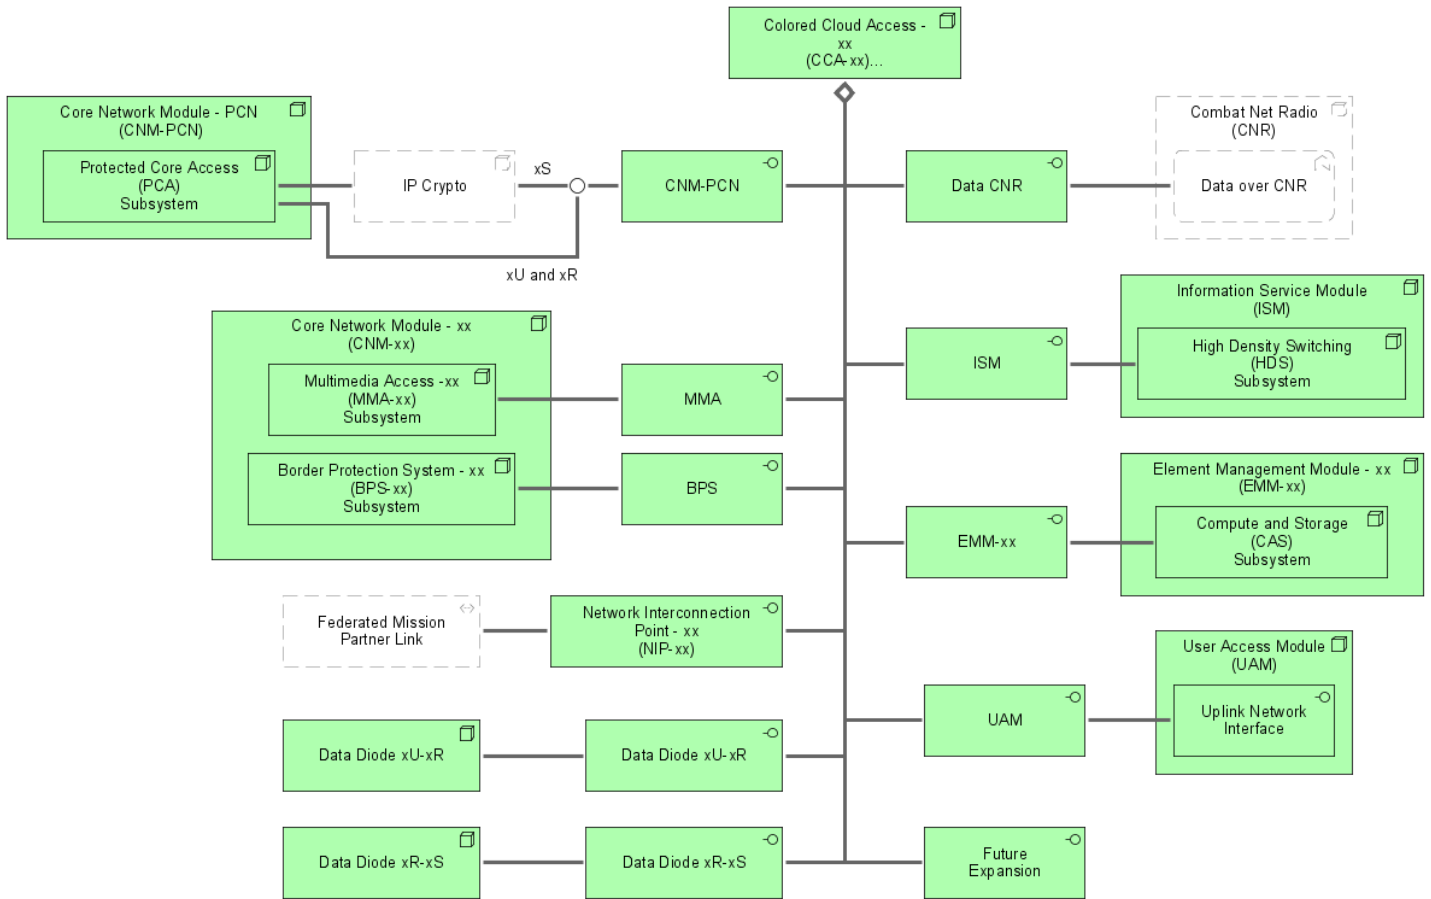 Colored Cloud Access -
xx
(CCA-xx)...
Core Network Module - PCN
(CNM-PCN)
Protected Core Access
(PCA)
Subsystem
IP Crypto
xS
CNM-PCN
xU and xR
Data CNR
Combat Net Radio
(CNR)
Data over CNR
Core Network Module - xx
(CNM-xx)
Multimedia Access -xx
(MMA-xx)
Subsystem
MMA
Border Protection System - xx
(BPS-xx)
Subsystem
BPS
ISM
Information Service Module
(ISM)
High Density Switching
(HDS)
Subsystem
EMM-xx
Element Management Module - xx
(EMM-xx)
Compute and Storage
(CAS)
Subsystem
Federated Mission
Partner Link
Network Interconnection
Point - xx
(NIP-xx)
UAM
User Access Module
(UAM)
Uplink Network
Interface
Data Diode xU-xR
Data Diode xU-xR
Data Diode xR-xS
Data Diode xR-xS
Future
Expansion